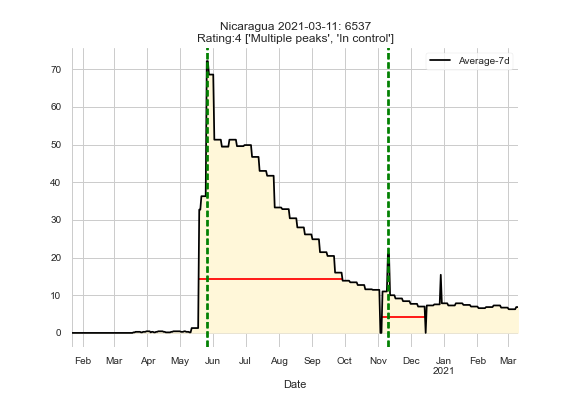 Nicaragua 2021-03-11: 6537
Rating:4 ['Multiple peaks', 'In control']
Average-7d
70
60
50
40
30
20
10
0
Feb Mar Apr May Jun Jul Aug Sep Oct Nov Dec Jan Feb Mar
2021
Date